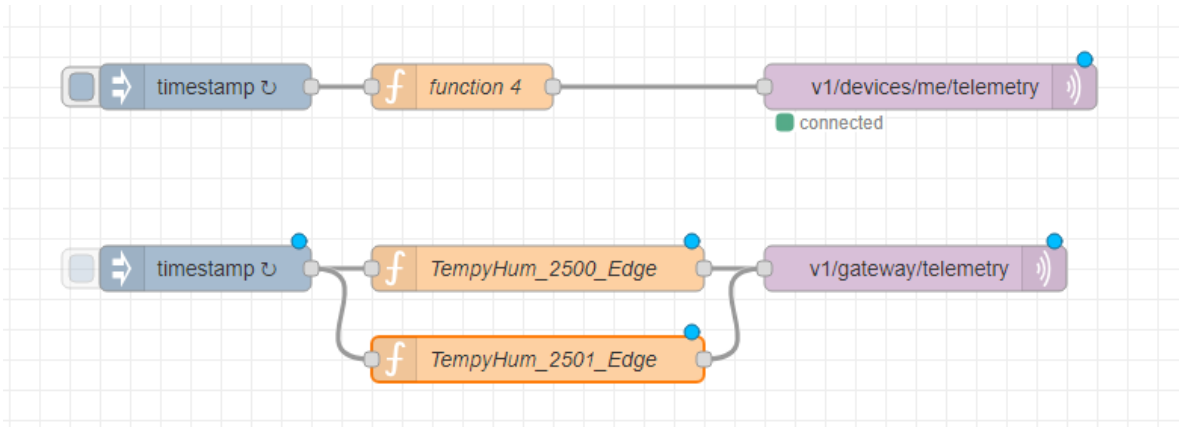 timestamp ↻
function 4
v1/devices/me/telemetry
connected
timestamp ↻
TempyHum_2500_Edge
v1/gateway/telemetry
TempyHum_2501_Edge